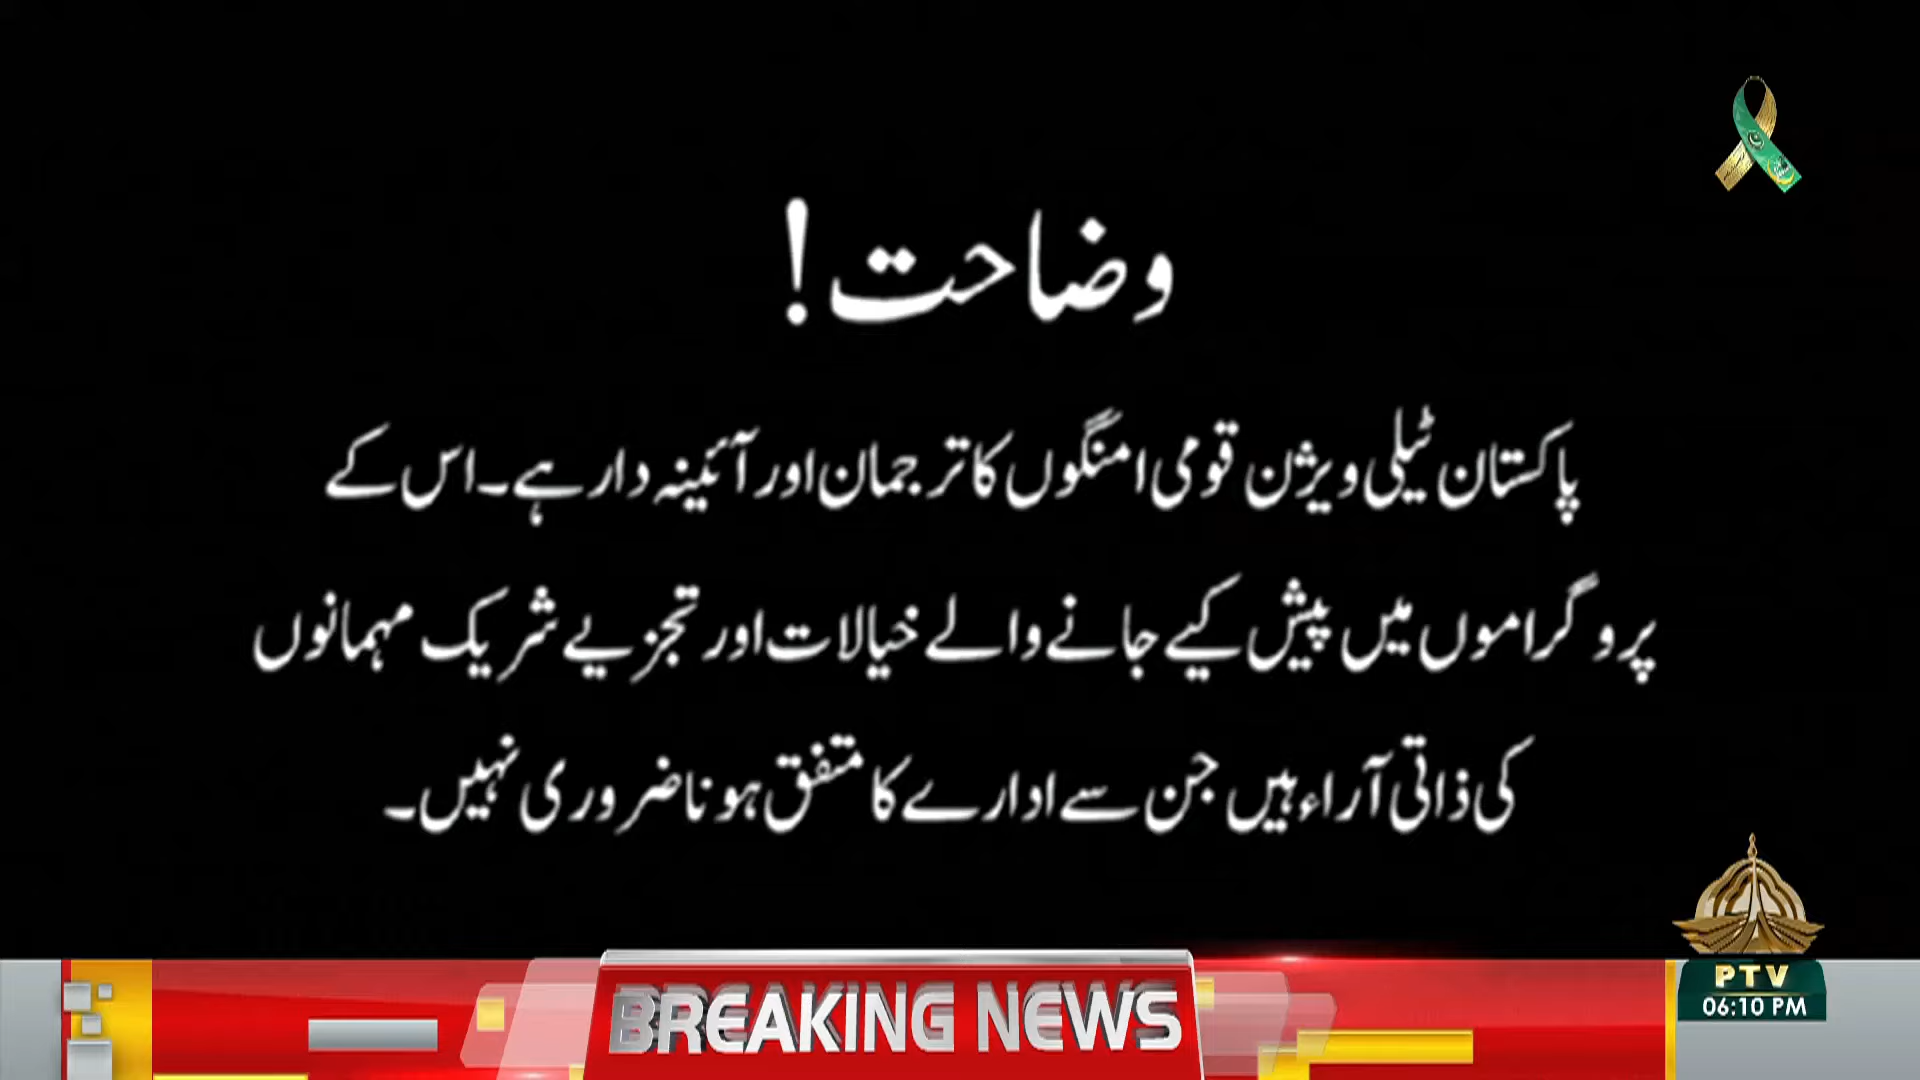 وضاحت!
پاکستان ٹیلی ویژن قومی امنگوں کا ترجمان اور آئینہ دار ہے۔ اس کے
پروگراموں میں پیش کیے جانے والے خیالات اور تجزیے شریک مہمانوں
کی ذاتی آراء ہیں جن سے ادارے کا متفق ہونا ضروری نہیں۔
PTV
06:10 PM
BREAKING NEWS